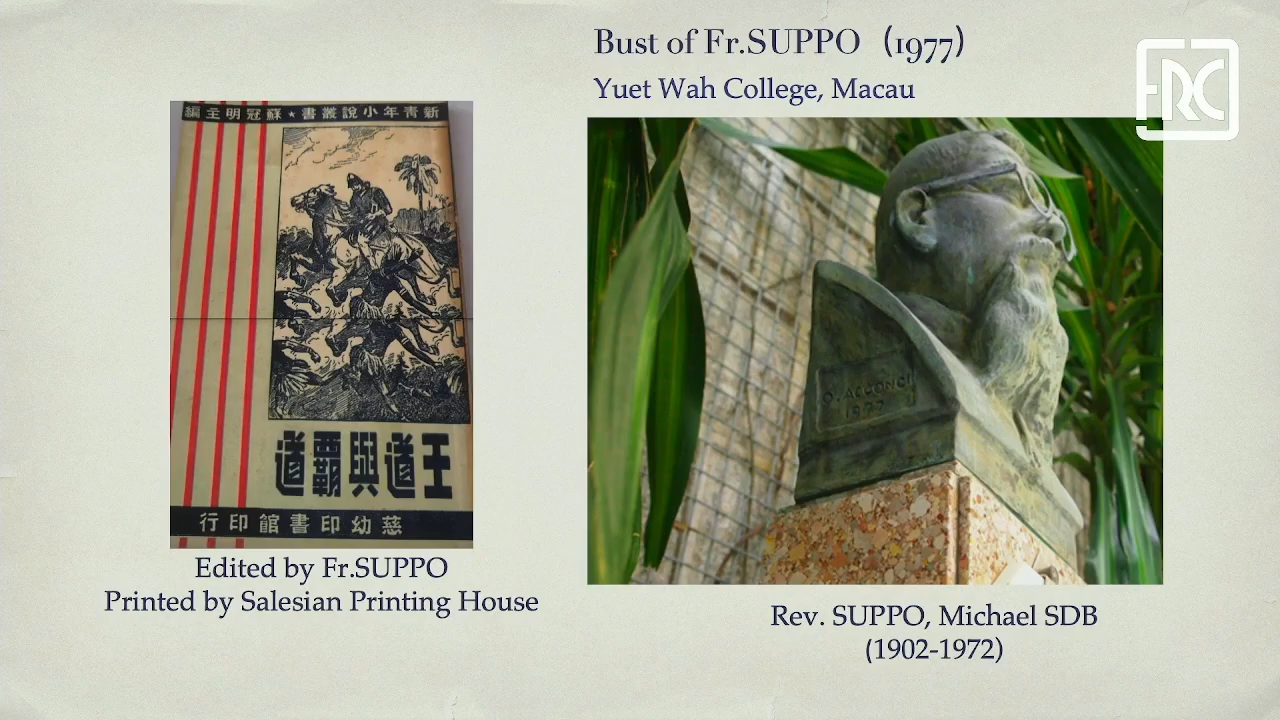 新青年小說叢書★蘇冠明主編
王道與霸道
慈幼印書館印行
Edited by Fr.SUPPO
Printed by Salesian Printing House
Bust of Fr.SUPPO (1977)
Yuet Wah College, Macau
O. ACCONCI
1977
Rev. SUPPO, Michael SDB
(1902-1972)